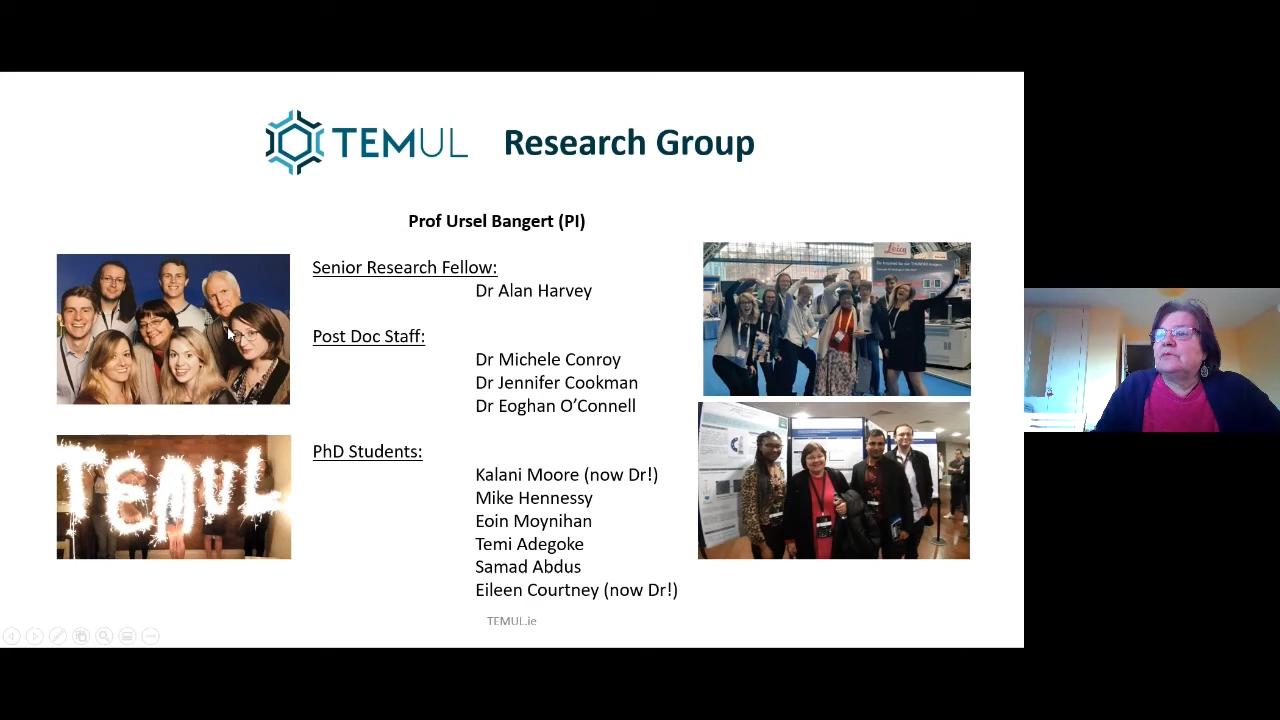 TEMUL Research Group
Prof Ursel Bangert (PI)
Senior Research Fellow:
Dr Alan Harvey
Post Doc Staff:
Dr Michele Conroy
Dr Jennifer Cookman
Dr Eoghan O’Connell
PhD Students:
Kalani Moore (now Dr!)
Mike Hennessy
Eoin Moynihan
Temi Adegoke
Samad Abdus
Eileen Courtney (now Dr!)
TEMUL.ie
TEMUL
Leica